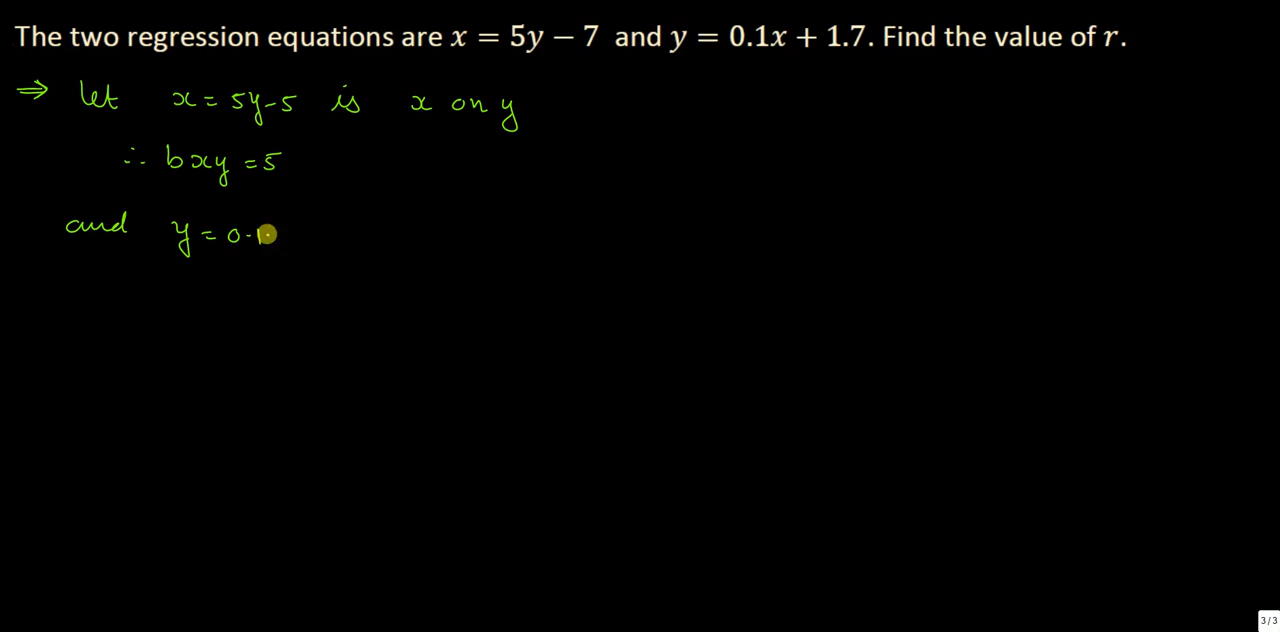 The two regression equations are x = 5y − 7 and y = 0.1x + 1.7. Find the value of r.
⇒ let x = 5y - 5 is x on y
∴ bxy = 5
and y = 0.1
3/3